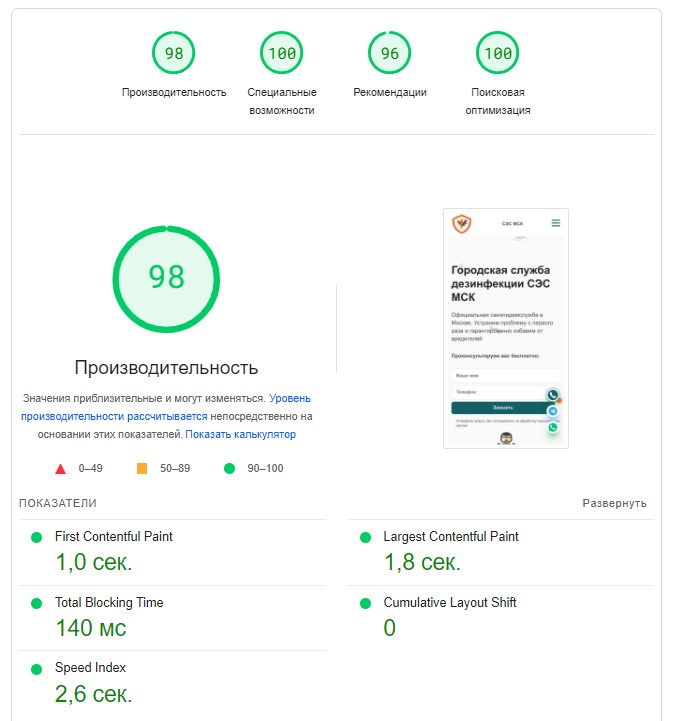 98
100
96
100
Производительность
Специальные
возможности
Рекомендации
Поисковая
оптимизация
98
Производительность
Значения приблизительные и могут изменяться. Уровень
производительности рассчитывается непосредственно на
основании этих показателей. Показать калькулятор
0–49
50–89
90–100
СЭС МСК
Городская служба
дезинфекции СЭС
МСК
Официальная санэпидемслужба в
Москве. Устраним проблему с первого
раза и гарантированно избавим от
вредителей
Проконсультируем вас бесплатно:
Ваше имя
Телефон
Заказать
ПОКАЗАТЕЛИ
Развернуть
First Contentful Paint
1,0 сек.
Largest Contentful Paint
1,8 сек.
Total Blocking Time
140 мс
Cumulative Layout Shift
0
Speed Index
2,6 сек.